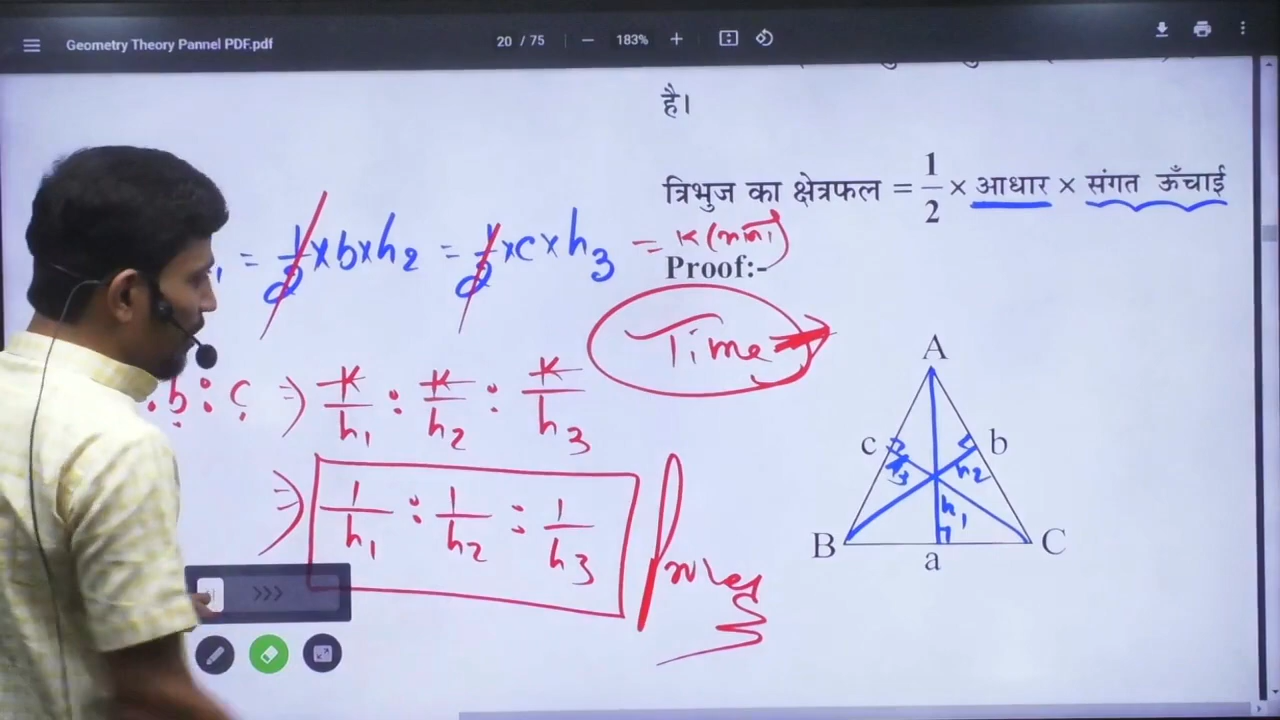 Geometry Theory Pannel PDF.pdf 20 / 75 183%
है।
त्रिभुज का क्षेत्रफल = 1/2 × आधार × संगत ऊँचाई
1 = 1/2 × b × h2 = 1/2 × c × h3 = K
Proof:-
Time
: b : c ⇒ K/h1 : K/h2 : K/h3
⇒ 1/h1 : 1/h2 : 1/h3
A
c b
h3 h2
h1
B a C
>>>